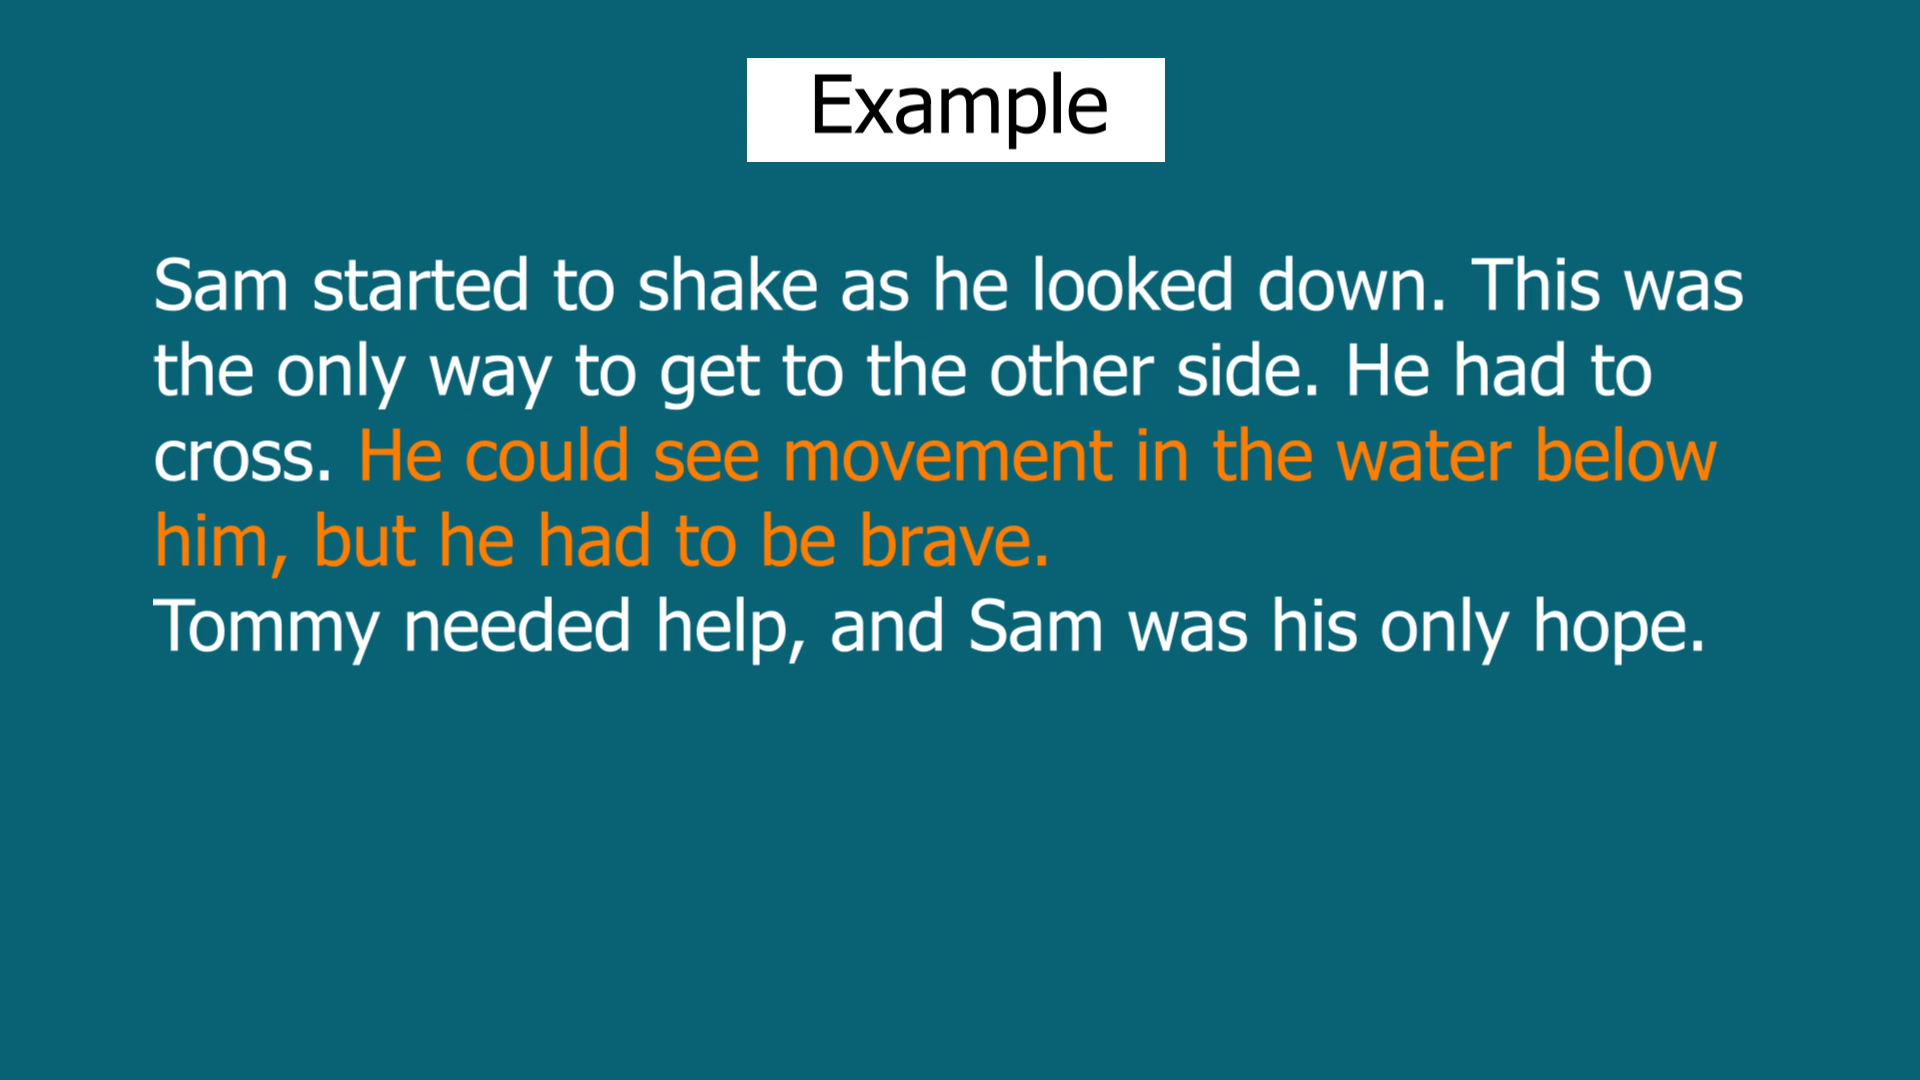 Example
Sam started to shake as he looked down. This was
the only way to get to the other side. He had to
cross. He could see movement in the water below
him, but he had to be brave.
Tommy needed help, and Sam was his only hope.